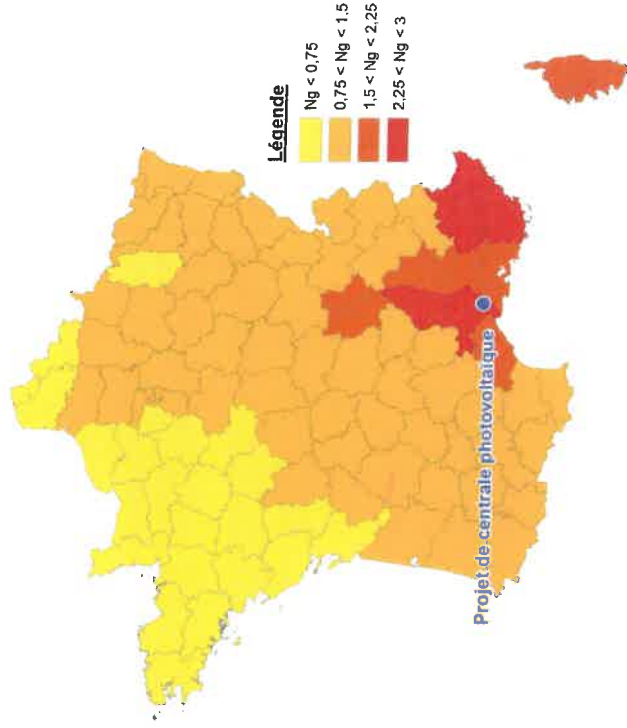 Légende
Ng < 0,75
0,75 < Ng < 1,5
1,5 < Ng < 2,25
2,25 < Ng < 3
Projet de centrale photovoltaïque